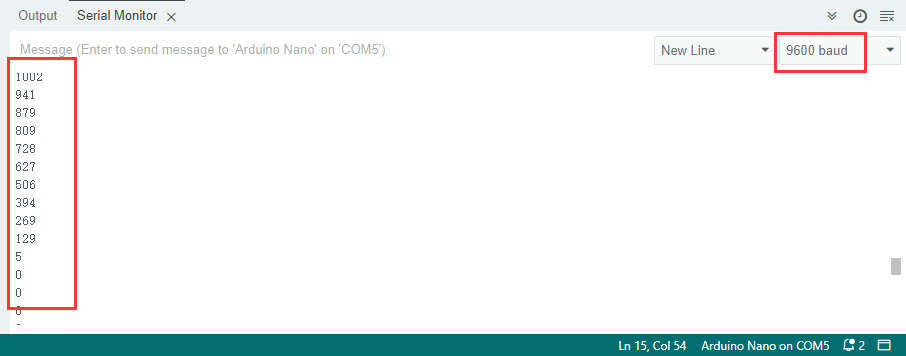 Output Serial Monitor
Message (Enter to send message to 'Arduino Nano' on 'COM5')
New Line
9600 baud
1002
941
879
809
728
627
506
394
269
129
5
0
0
0
Ln 15, Col 54 Arduino Nano on COM5 2